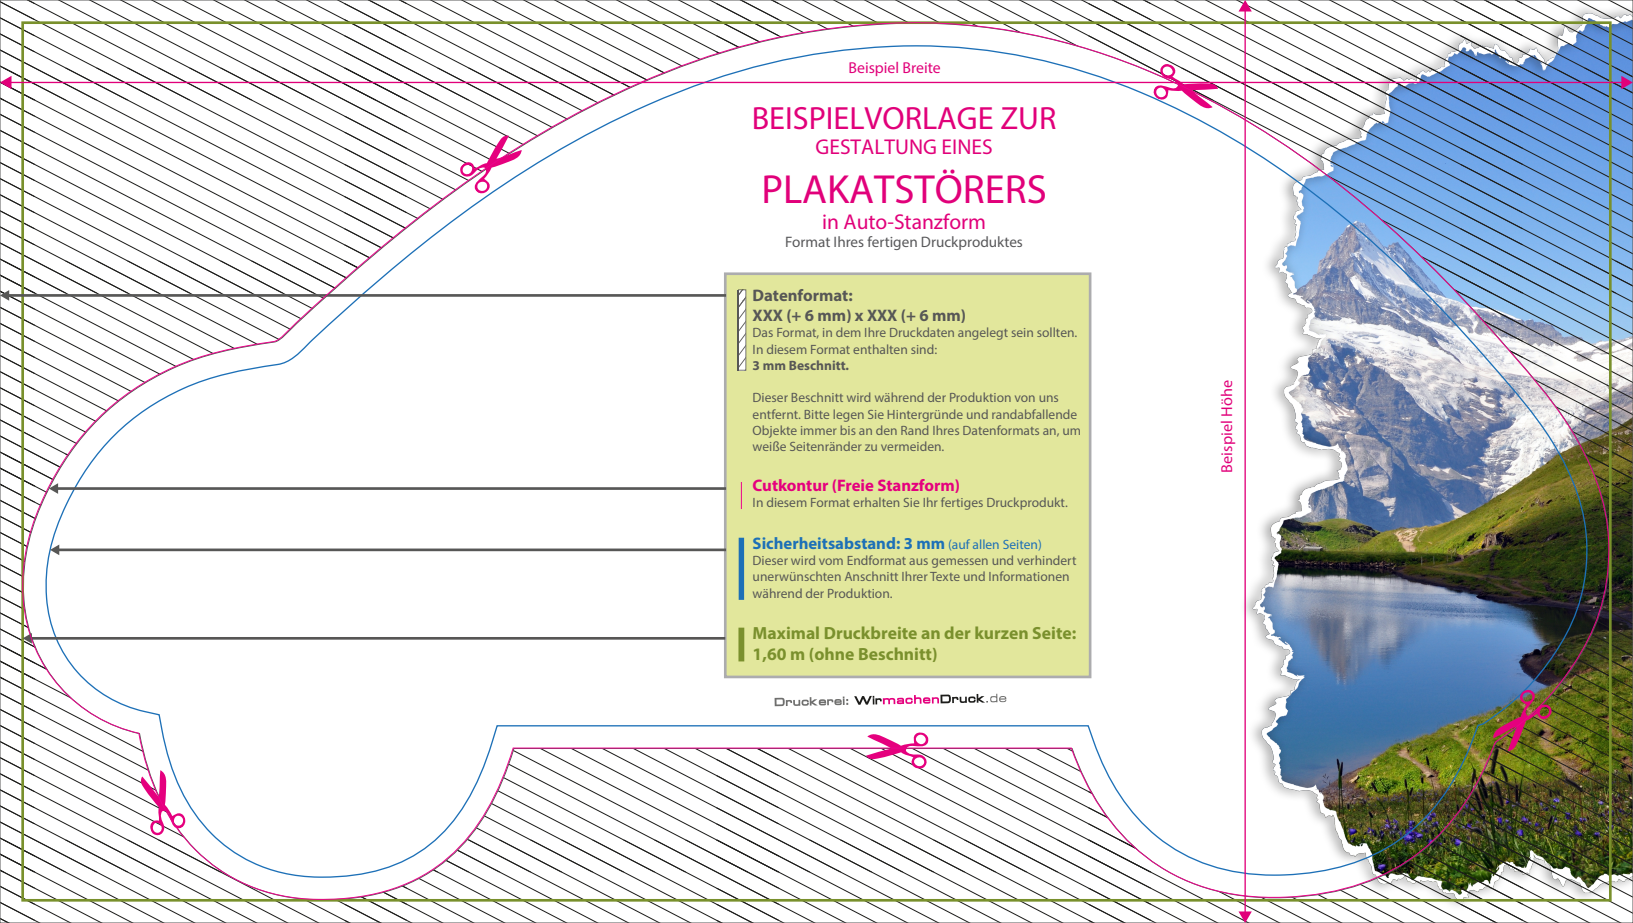 Beispiel Breite
BEISPIELVORLAGE ZUR
GESTALTUNG EINES
PLAKATSTÖRERS
in Auto-Stanzform
Format Ihres fertigen Druckproduktes
Datenformat:
XXX (+ 6 mm) x XXX (+ 6 mm)
Das Format, in dem Ihre Druckdaten angelegt sein sollten.
In diesem Format enthalten sind:
3 mm Beschnitt.
Dieser Beschnitt wird während der Produktion von uns
entfernt. Bitte legen Sie Hintergründe und randabfallende
Objekte immer bis an den Rand Ihres Datenformats an, um
weiße Seitenränder zu vermeiden.
Cutkontur (Freie Stanzform)
In diesem Format erhalten Sie Ihr fertiges Druckprodukt.
Sicherheitsabstand: 3 mm (auf allen Seiten)
Dieser wird vom Endformat aus gemessen und verhindert
unerwünschten Anschnitt Ihrer Texte und Informationen
während der Produktion.
Maximal Druckbreite an der kurzen Seite:
1,60 m (ohne Beschnitt)
Druckerei: WirmachenDruck.de
Beispiel Höhe